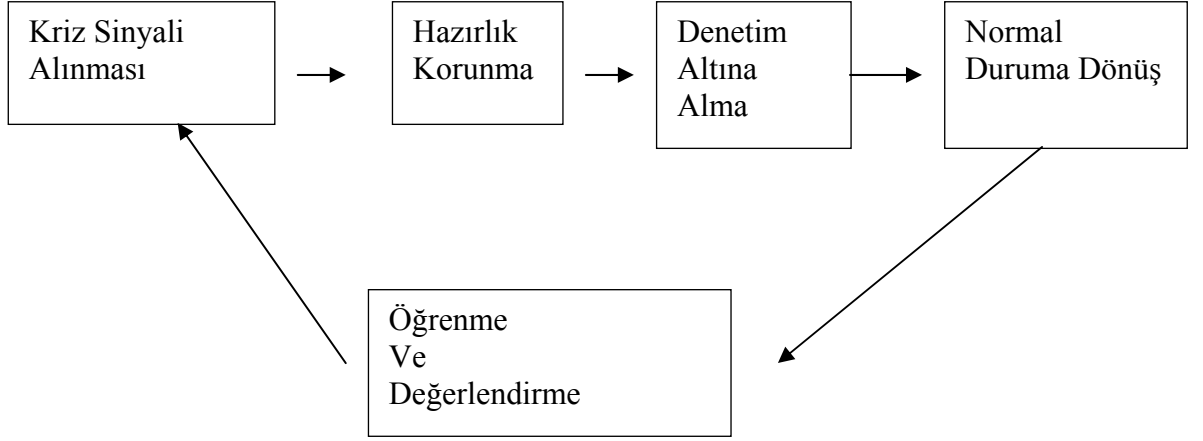 Kriz Sinyali
Alınması
Hazırlık
Korunma
Denetim
Altına
Alma
Normal
Duruma Dönüş
Öğrenme
Ve
Değerlendirme